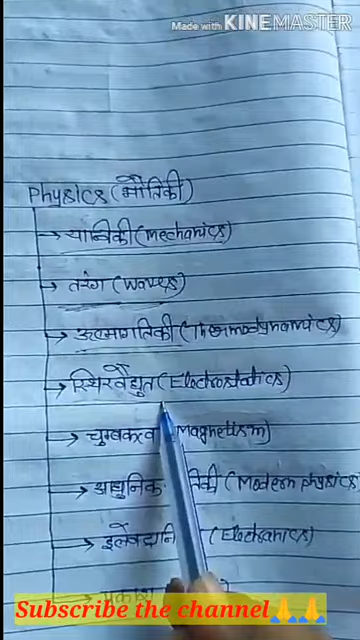 Made with KINEMASTER
Physics (भौतिकी)
→ यान्त्रिकी (Mechanics)
→ तरंग (Waves)
→ ऊष्मागतिकी (Thermodynamics)
→ स्थिरवैद्युत (Electrostatics)
→ चुम्बकत्व (Magnetism)
→ आधुनिक (Modern physics
→ (Electronics)
→ प्रकाश
Subscribe the channel🙏🙏